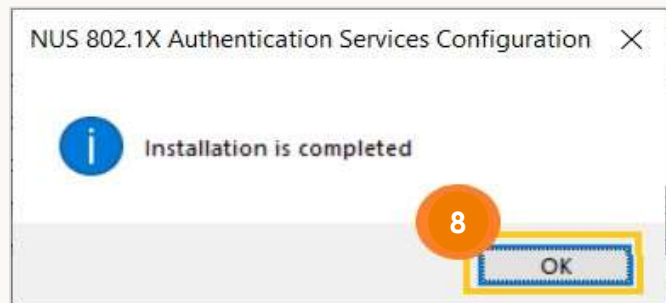 NUS 802.1X Authentication Services Configuration
Installation is completed
8
OK